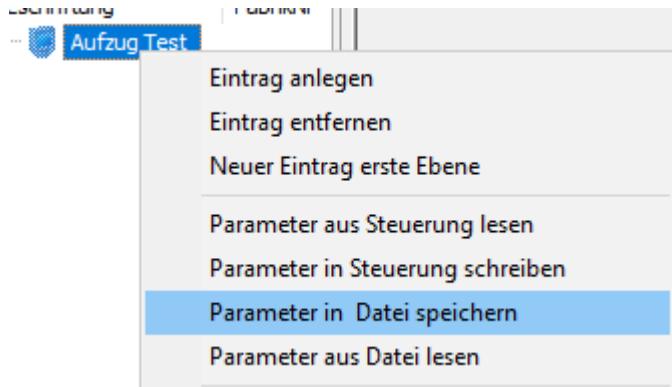 Aufzug Test
Eintrag anlegen
Eintrag entfernen
Neuer Eintrag erste Ebene
Parameter aus Steuerung lesen
Parameter in Steuerung schreiben
Parameter in  Datei speichern
Parameter aus Datei lesen